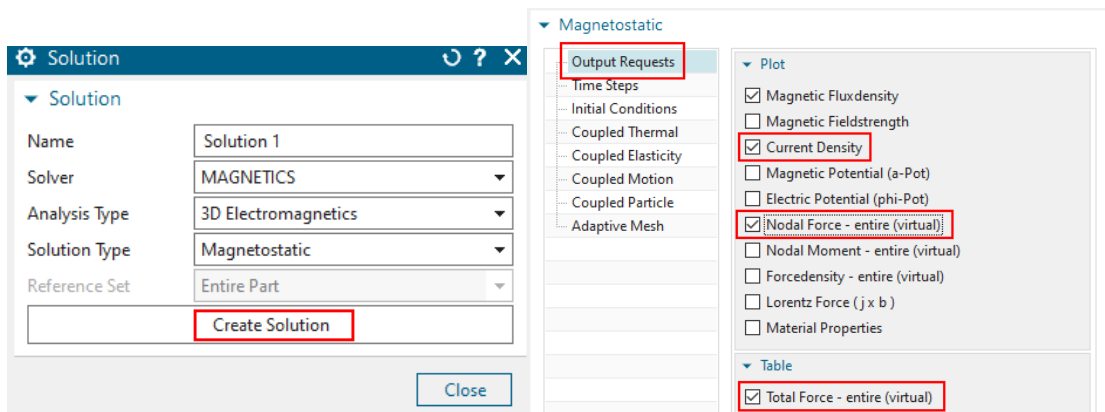 Solution
Solution
Name Solution 1
Solver MAGNETICS
Analysis Type 3D Electromagnetics
Solution Type Magnetostatic
Reference Set Entire Part
Create Solution
Close
Magnetostatic
Output Requests
Time Steps
Initial Conditions
Coupled Thermal
Coupled Elasticity
Coupled Motion
Coupled Particle
Adaptive Mesh
Plot
Magnetic Fluxdensity
Magnetic Fieldstrength
Current Density
Magnetic Potential (a-Pot)
Electric Potential (phi-Pot)
Nodal Force - entire (virtual)
Nodal Moment - entire (virtual)
Forcedensity - entire (virtual)
Lorentz Force ( j x b )
Material Properties
Table
Total Force - entire (virtual)